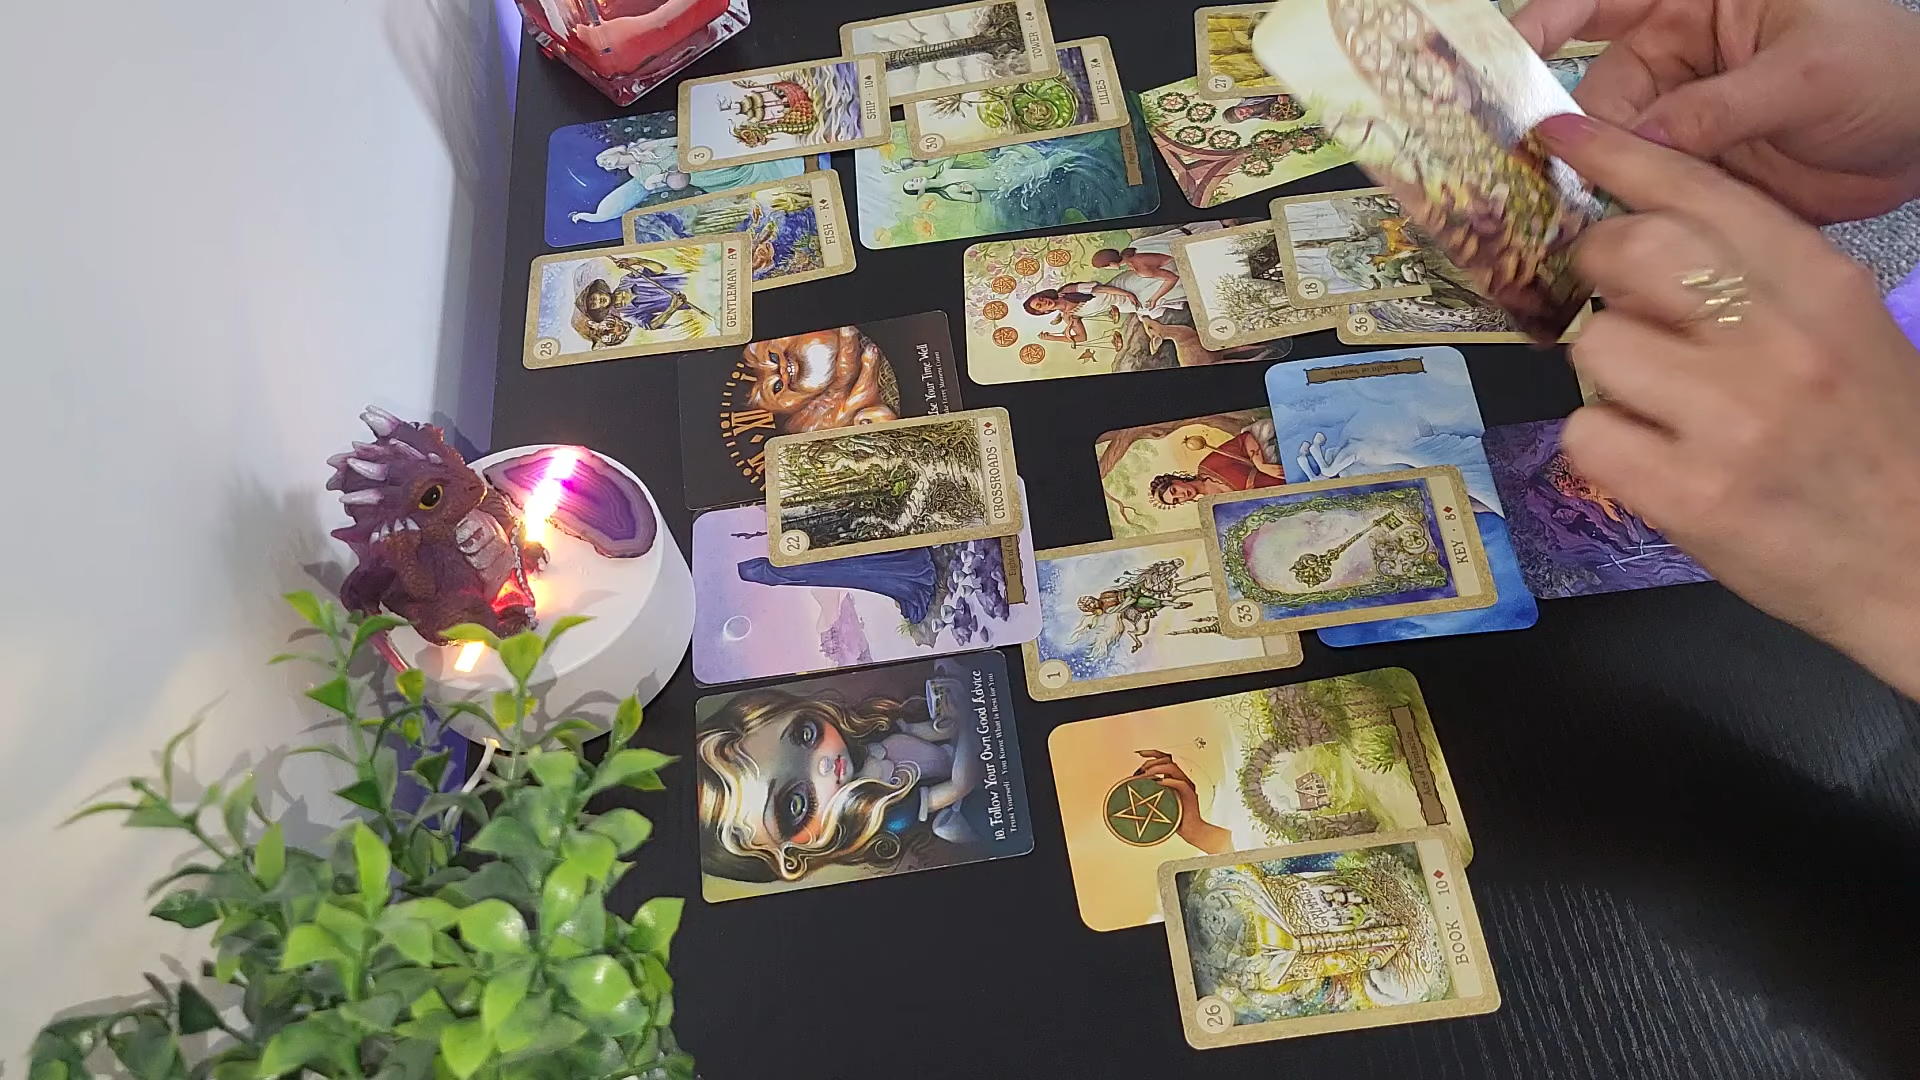 TOWER · 6♠
SHIP · 10♠
3
LILIES · K♠
30
27
FISH · K♦
GENTLEMAN · A♥
28
4
18
36
Use Your Time Well
XII
Knight of Swords
CROSSROADS · Q♦
22
KEY · 8♦
33
1
10. Follow Your Own Good Advice
Trust Yourself You Know What is Best for You
Ace of Pentacles
BOOK · 10♦
26